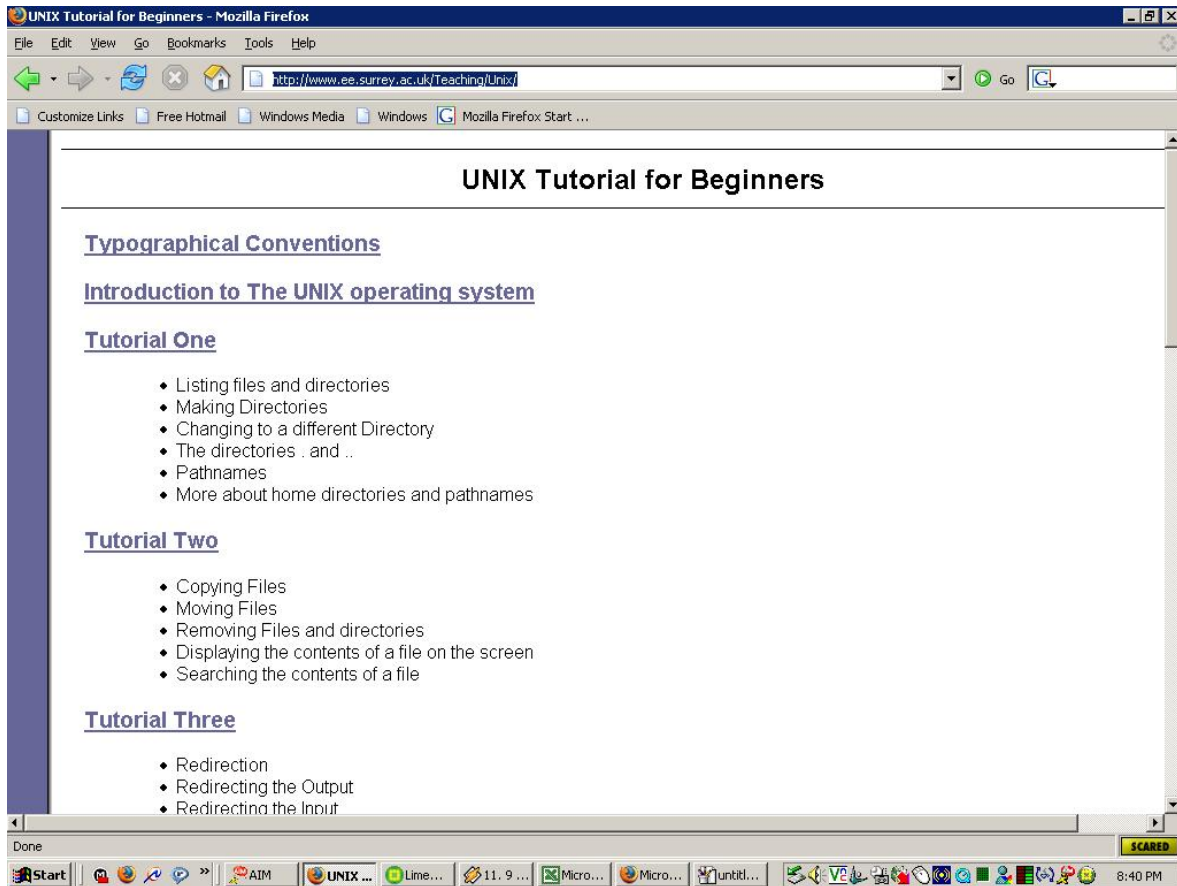 UNIX Tutorial for Beginners - Mozilla Firefox
File Edit View Go Bookmarks Tools Help
http://www.ee.surrey.ac.uk/Teaching/Unix/ Go G
Customize Links Free Hotmail Windows Media Windows G Mozilla Firefox Start ...
UNIX Tutorial for Beginners
Typographical Conventions
Introduction to The UNIX operating system
Tutorial One
• Listing files and directories
• Making Directories
• Changing to a different Directory
• The directories . and ..
• Pathnames
• More about home directories and pathnames
Tutorial Two
• Copying Files
• Moving Files
• Removing Files and directories
• Displaying the contents of a file on the screen
• Searching the contents of a file
Tutorial Three
• Redirection
• Redirecting the Output
• Redirecting the Input
Done SCARED
Start » AIM UNIX ... Lime... 11. 9 ... Micro... Micro... untitl... 8:40 PM